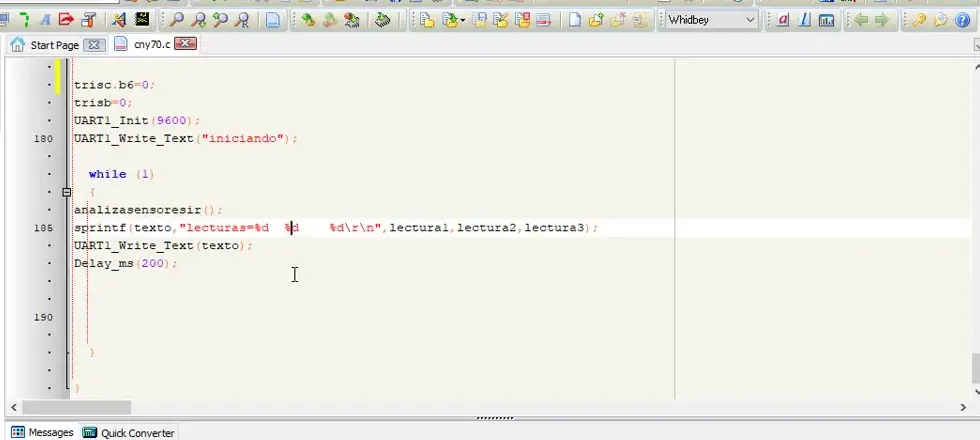 Whidbey
Start Page
cny70.c
trisc.b6=0;
trisb=0;
UART1_Init(9600);
180 UART1_Write_Text("iniciando");
while (1)
{
analizasensoresir();
185 sprintf(texto,"lecturas=%d  %d    %d\r\n",lectura1,lectura2,lectura3);
UART1_Write_Text(texto);
Delay_ms(200);
190
}
}
Messages
Quick Converter